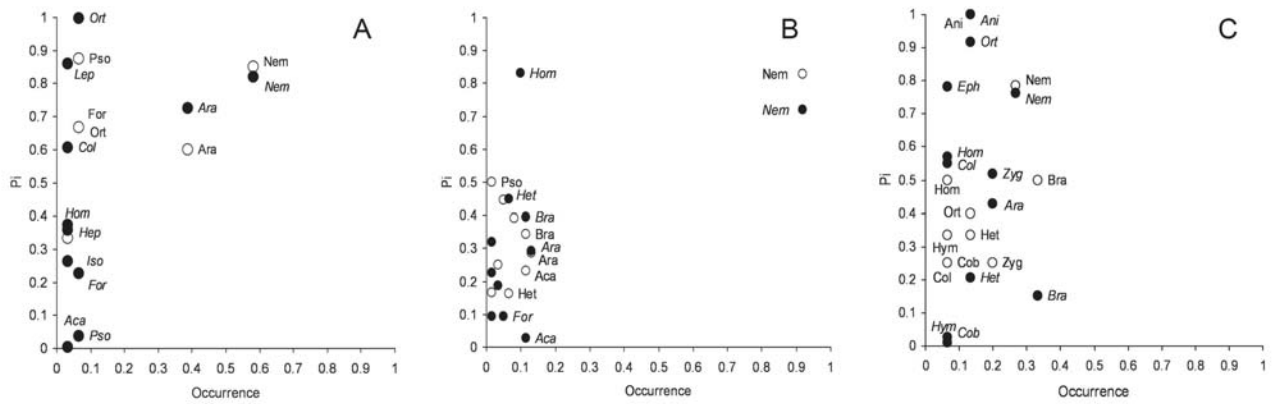 A
1
0.9
0.8
0.7
0.6
0.5
0.4
0.3
0.2
0.1
0
Pi
Ort
Pso
Lep
Nem
Nem
Ara
For
Ort
Col
Ara
Hom
Hep
Iso
For
Aca
Pso
0 0.1 0.2 0.3 0.4 0.5 0.6 0.7 0.8 0.9 1
Occurrence
B
1
0.9
0.8
0.7
0.6
0.5
0.4
0.3
0.2
0.1
0
Pi
Hom
Nem
Nem
Pso
Het
Bra
Bra
Ara
Ara
Aca
Het
For
Aca
0 0.1 0.2 0.3 0.4 0.5 0.6 0.7 0.8 0.9 1
Occurrence
C
1
0.9
0.8
0.7
0.6
0.5
0.4
0.3
0.2
0.1
0
Pi
Ani
Ani
Ort
Eph
Nem
Nem
Hom
Col
Zyg
Bra
Hom
Ort
Ara
Hym
Het
Cob
Zyg
Col
Het
Bra
Hym
Cob
0 0.1 0.2 0.3 0.4 0.5 0.6 0.7 0.8 0.9 1
Occurrence